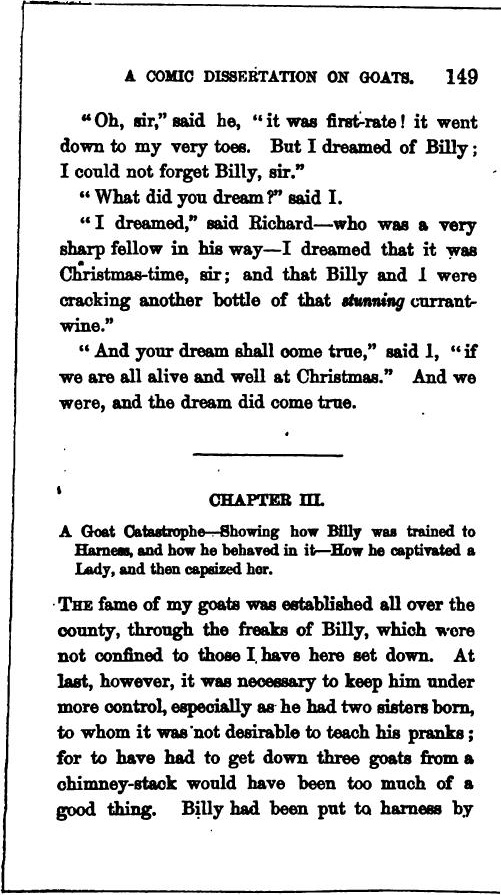 A COMIC DISSERTATION ON GOATS. 149
"Oh, sir," said he, "it was first-rate! it went
down to my very toes. But I dreamed of Billy;
I could not forget Billy, sir."
"What did you dream?" said I.
"I dreamed," said Richard—who was a very
sharp fellow in his way—I dreamed that it was
Christmas-time, sir; and that Billy and I were
cracking another bottle of that stunning currant-
wine."
"And your dream shall come true," said I, "if
we are all alive and well at Christmas." And we
were, and the dream did come true.
CHAPTER III.
A Goat Catastrophe—Showing how Billy was trained to
Harness, and how he behaved in it—How he captivated a
Lady, and then capsized her.
THE fame of my goats was established all over the
county, through the freaks of Billy, which were
not confined to those I have here set down. At
last, however, it was necessary to keep him under
more control, especially as he had two sisters born,
to whom it was not desirable to teach his pranks;
for to have had to get down three goats from a
chimney-stack would have been too much of a
good thing. Billy had been put to harness by